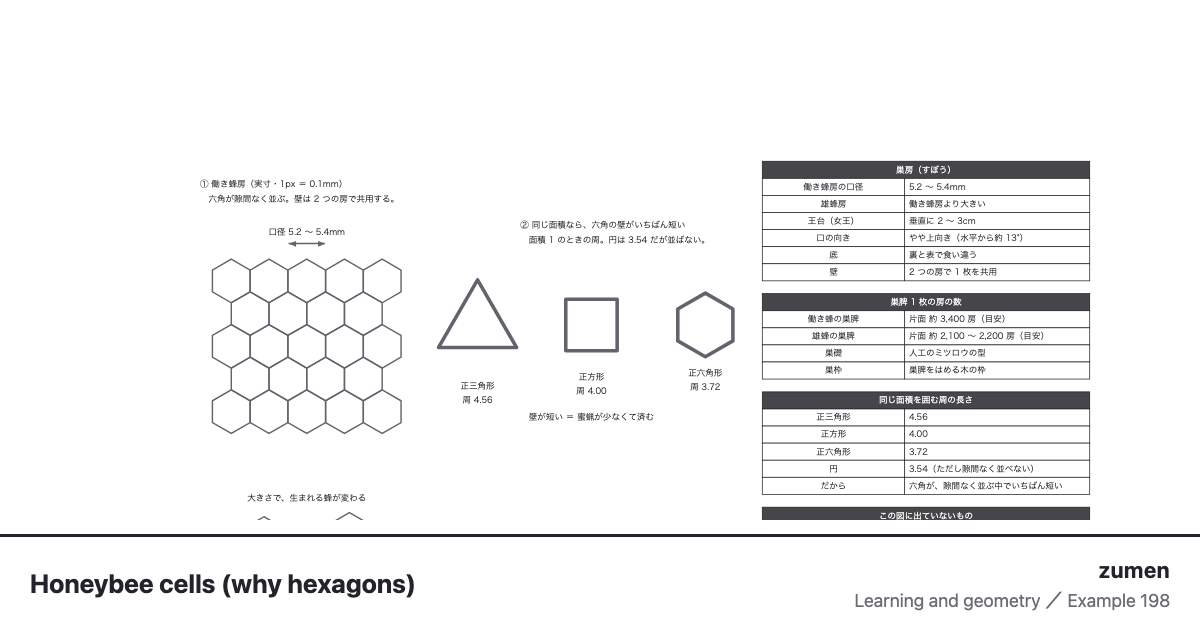 ① 働き蜂房（実寸・1px ＝ 0.1mm）
六角が隙間なく並ぶ。壁は 2 つの房で共用する。
口径 5.2 〜 5.4mm
大きさで、生まれる蜂が変わる
② 同じ面積なら、六角の壁がいちばん短い
面積 1 のときの周。円は 3.54 だが並ばない。
正三角形
周 4.56
正方形
周 4.00
正六角形
周 3.72
壁が短い ＝ 蜜蝋が少なくて済む
巣房（すぼう）
働き蜂房の口径 5.2 〜 5.4mm
雄蜂房 働き蜂房より大きい
王台（女王） 垂直に 2 〜 3cm
口の向き やや上向き（水平から約 13°）
底 裏と表で食い違う
壁 2 つの房で 1 枚を共用
巣脾 1 枚の房の数
働き蜂の巣脾 片面 約 3,400 房（目安）
雄蜂の巣脾 片面 約 2,100 〜 2,200 房（目安）
巣礎 人工のミツロウの型
巣枠 巣脾をはめる木の枠
同じ面積を囲む周の長さ
正三角形 4.56
正方形 4.00
正六角形 3.72
円 3.54（ただし隙間なく並べない）
だから 六角が、隙間なく並ぶ中でいちばん短い
この図に出ていないもの
Honeybee cells (why hexagons)
zumen
Learning and geometry ／ Example 198